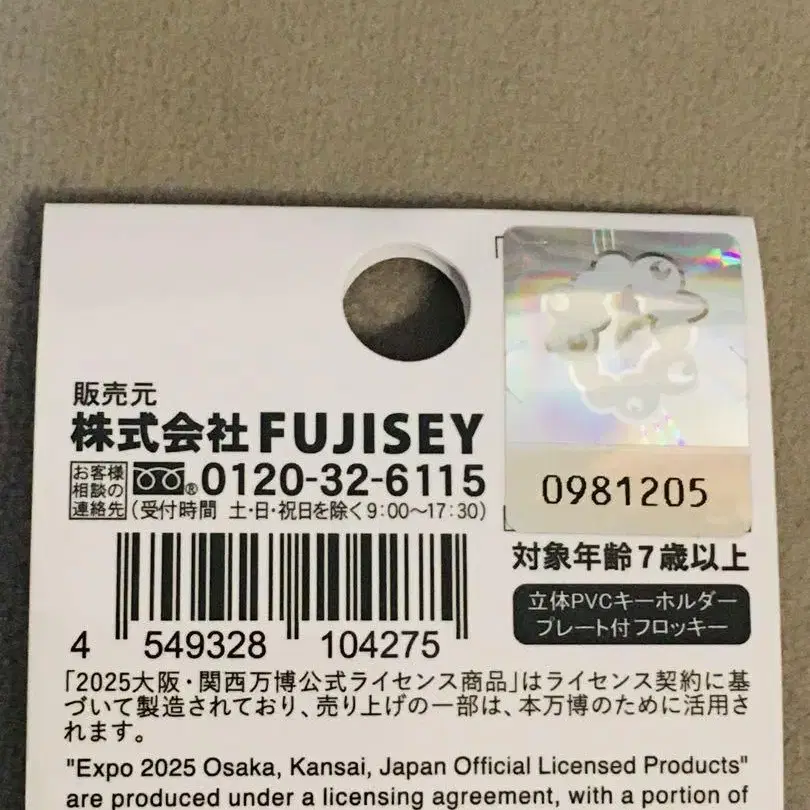 販売元
株式会社FUJISEY
お客様
相談の
連絡先
®0120-32-6115
(受付時間 土・日・祝日を除く9:00〜17:30)
0981205
対象年齢7歳以上
立体PVCキーホルダー
プレート付フロッキー
4 549328 104275
「2025大阪・関西万博公式ライセンス商品」はライセンス契約に基
づいて製造されており、売り上げの一部は、本万博のために活用さ
れます。
"Expo 2025 Osaka, Kansai, Japan Official Licensed Products"
are produced under a licensing agreement, with a portion of